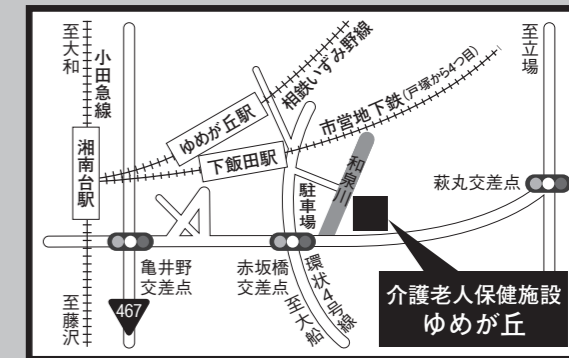 至大和
小田急線
湘南台駅
至藤沢
ゆめが丘駅
相鉄いずみ野線
下飯田駅
市営地下鉄(戸塚から4つ目)
至立場
和泉川
駐車場
萩丸交差点
亀井野
交差点
467
赤坂橋
交差点
環状4号線
至大船
介護老人保健施設
ゆめが丘